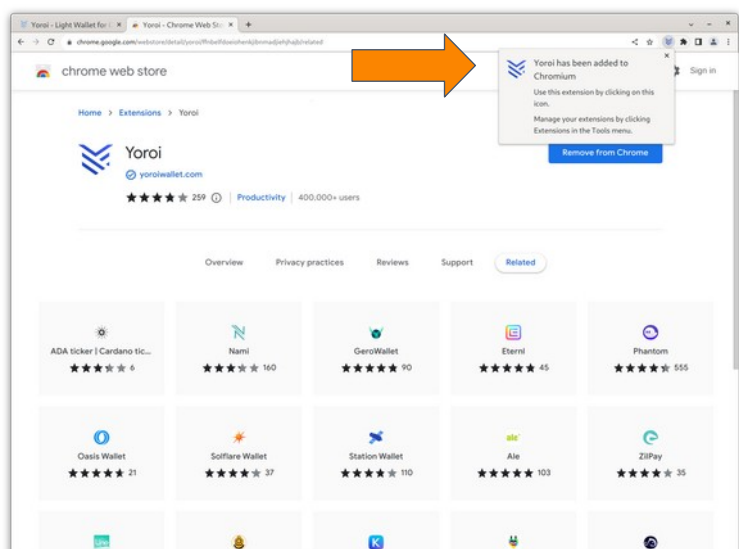 Yoroi - Light Wallet for C
Yoroi - Chrome Web Sto
chrome.google.com/webstore/detail/yoroi/ffnbelfdoeiohenkjibnmadjiehjhajb/related
chrome web store
Sign in
Yoroi has been added to
Chromium
Use this extension by clicking on this
icon.
Manage your extensions by clicking
Extensions in the Tools menu.
Home > Extensions > Yoroi
Yoroi
Remove from Chrome
yoroiwallet.com
259
Productivity
400,000+ users
Overview
Privacy practices
Reviews
Support
Related
ADA ticker | Cardano tic...
Nami
GeroWallet
Eternl
Phantom
6
160
90
45
555
ale
Oasis Wallet
Solflare Wallet
Station Wallet
Ale
ZilPay
21
37
110
103
35
K